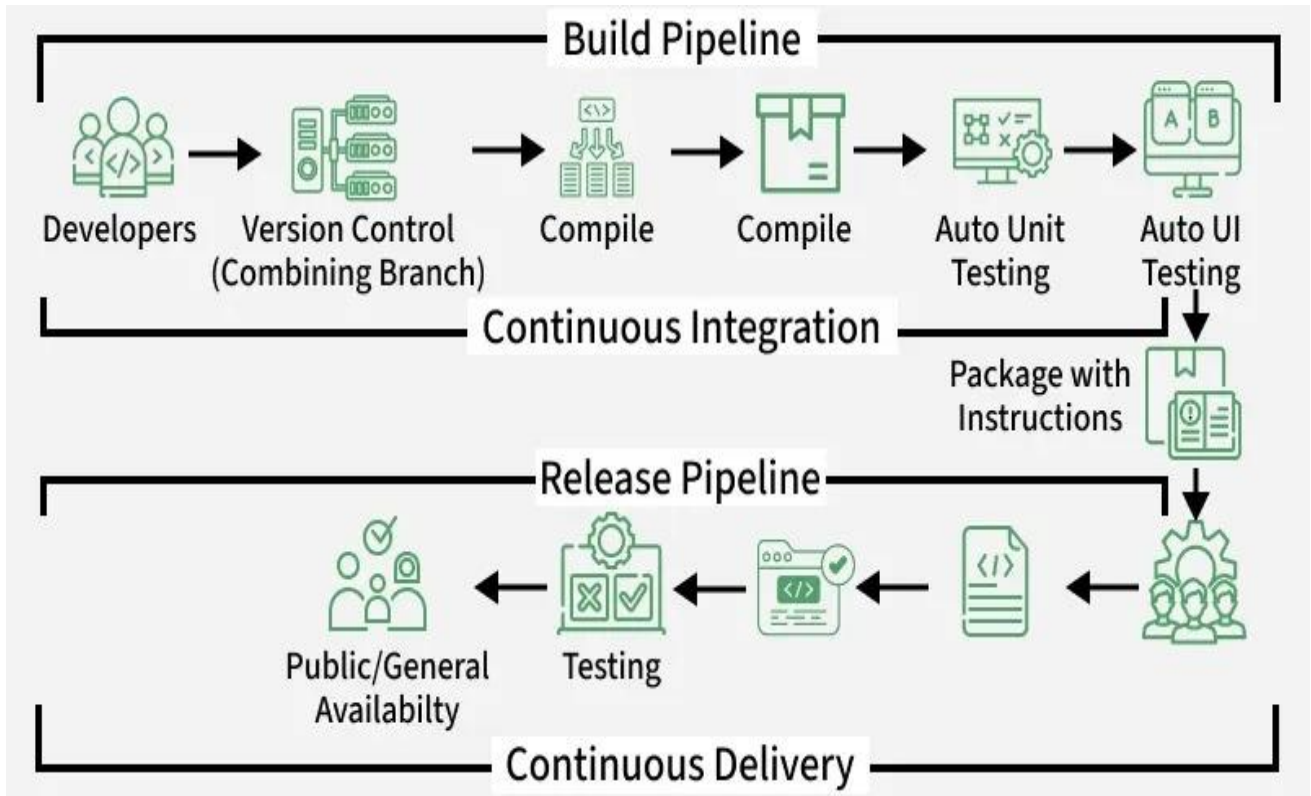 Build Pipeline
Developers
Version Control
(Combining Branch)
Compile
Compile
Auto Unit
Testing
A B
Auto UI
Testing
Continuous Integration
Package with
Instructions
Release Pipeline
Public/General
Availabilty
Testing
Continuous Delivery